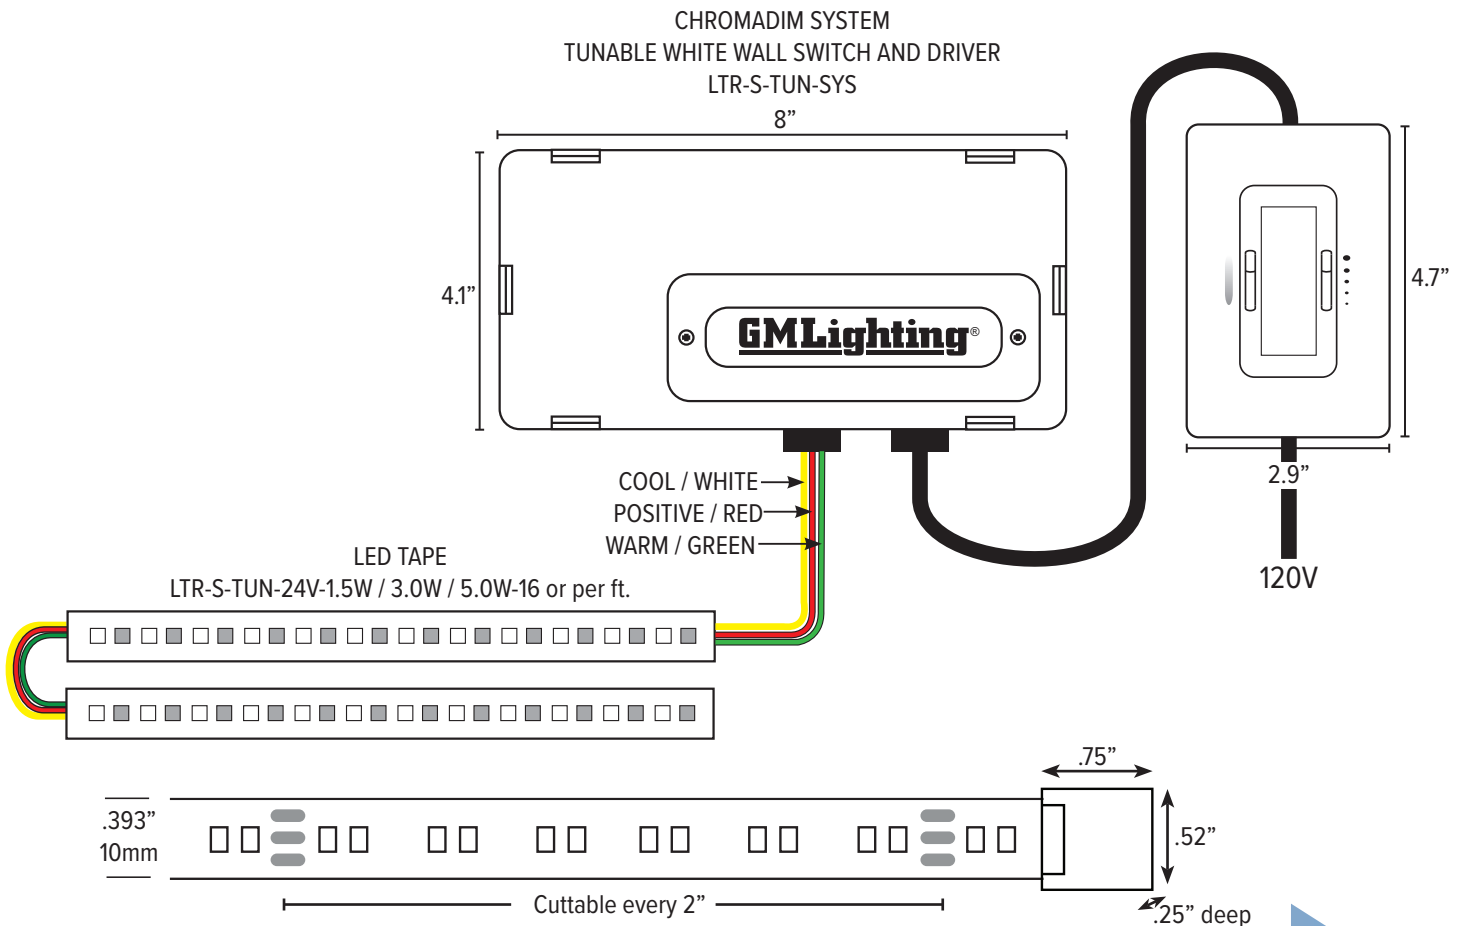 CHROMADIM SYSTEM
TUNABLE WHITE WALL SWITCH AND DRIVER
LTR-S-TUN-SYS
8”
4.1”
GMLighting®
4.7”
2.9”
120V
COOL / WHITE
POSITIVE / RED
WARM / GREEN
LED TAPE
LTR-S-TUN-24V-1.5W / 3.0W / 5.0W-16 or per ft.
.75”
.393”
10mm
.52”
Cuttable every 2”
.25” deep